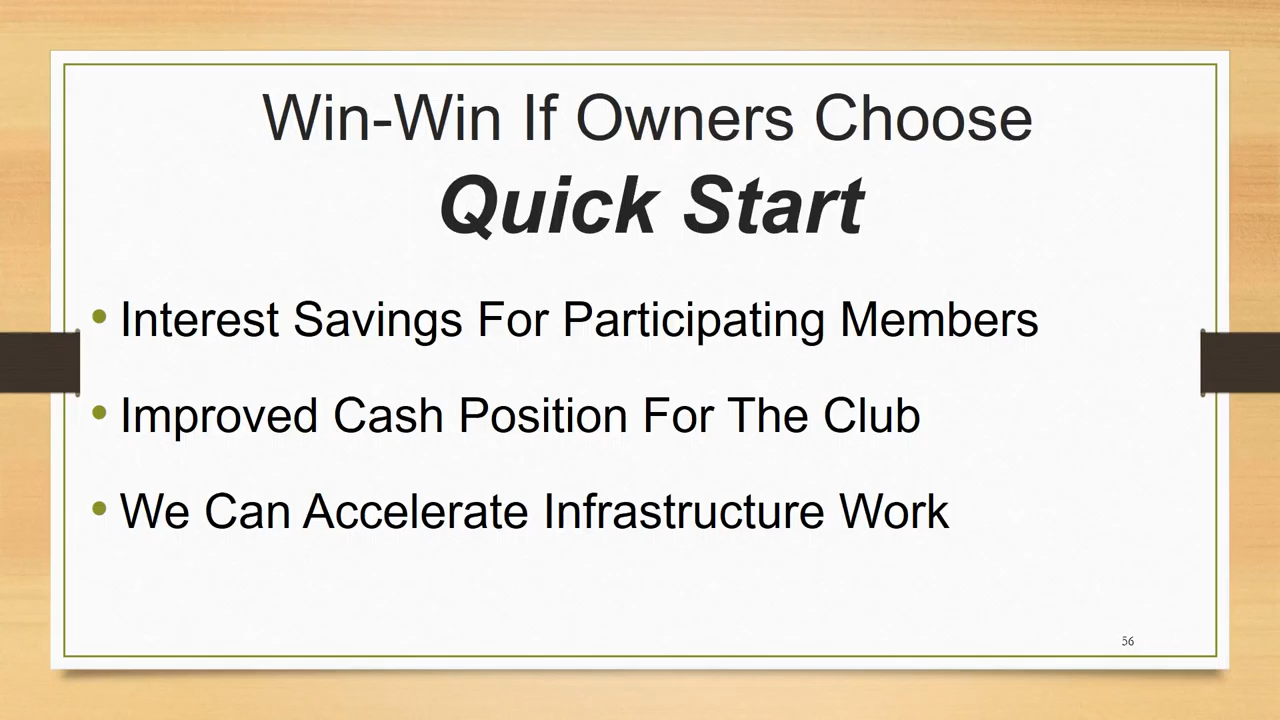 Win-Win If Owners Choose
Quick Start
• Interest Savings For Participating Members
• Improved Cash Position For The Club
• We Can Accelerate Infrastructure Work
56